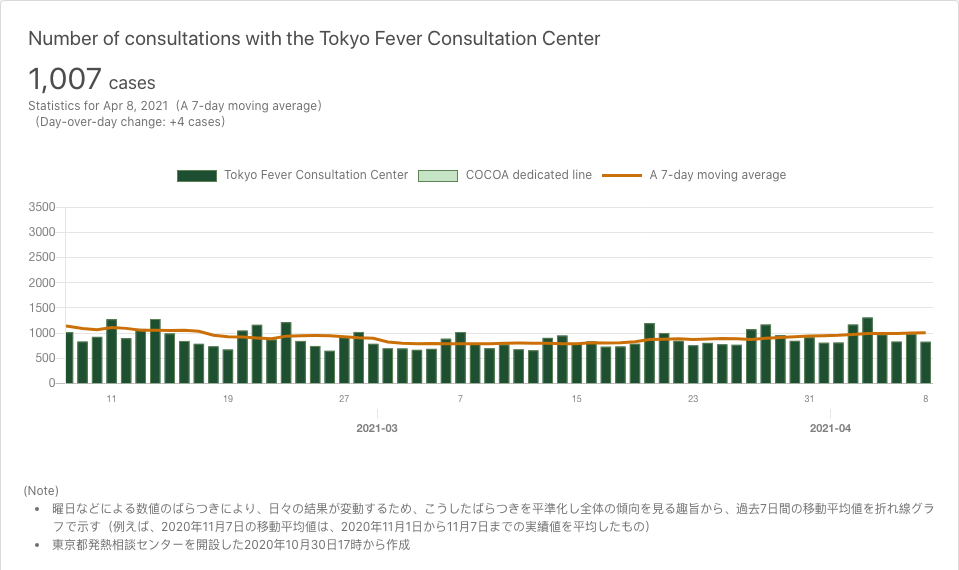 Number of consultations with the Tokyo Fever Consultation Center
1,007 cases
Statistics for Apr 8, 2021（A 7-day moving average）
（Day-over-day change: +4 cases）
Tokyo Fever Consultation Center COCOA dedicated line A 7-day moving average
3500
3000
2500
2000
1500
1000
500
0
11 19 27 7 15 23 31 8
2021-03 2021-04
(Note)
• 曜日などによる数値のばらつきにより、日々の結果が変動するため、こうしたばらつきを平準化し全体の傾向を見る趣旨から、過去7日間の移動平均値を折れ線グラ
フで示す（例えば、2020年11月7日の移動平均値は、2020年11月1日から11月7日までの実績値を平均したもの）
• 東京都発熱相談センターを開設した2020年10月30日17時から作成